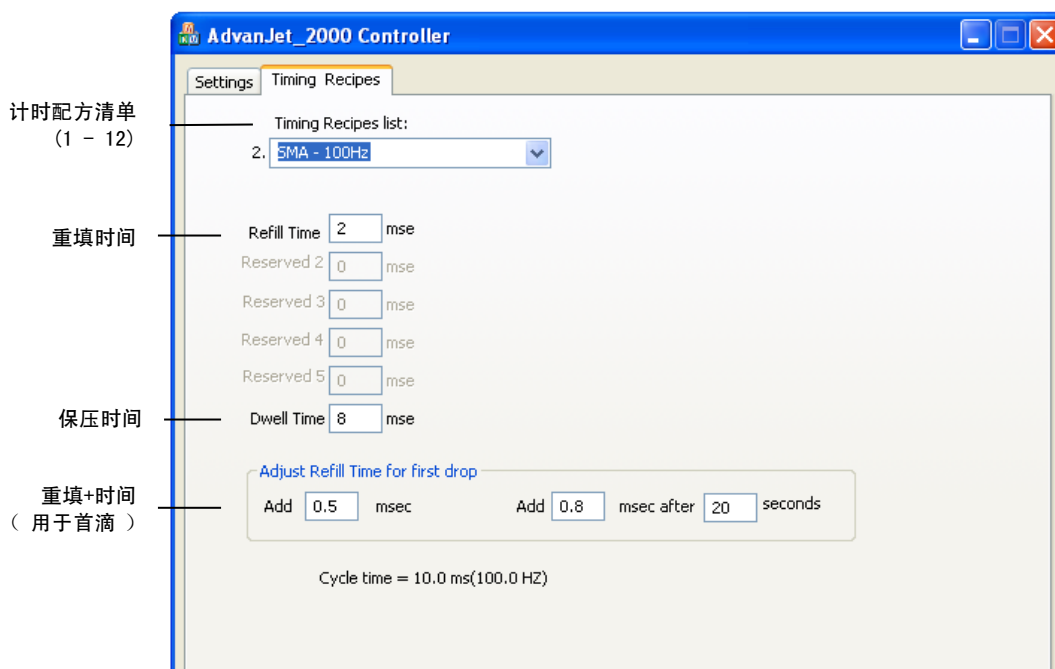 AdvanJet_2000 Controller
Settings
Timing Recipes
计时配方清单
(1 - 12)
Timing Recipes list:
2. SMA - 100Hz
重填时间
Refill Time 2 mse
Reserved 2 0 mse
Reserved 3 0 mse
Reserved 4 0 mse
Reserved 5 0 mse
保压时间
Dwell Time 8 mse
Adjust Refill Time for first drop
重填+时间
( 用于首滴 )
Add 0.5 msec Add 0.8 msec after 20 seconds
Cycle time = 10.0 ms(100.0 HZ)